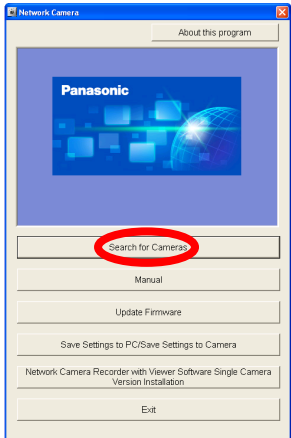 Network Camera
About this program
Panasonic
Search for Cameras
Manual
Update Firmware
Save Settings to PC/Save Settings to Camera
Network Camera Recorder with Viewer Software Single Camera
Version Installation
Exit